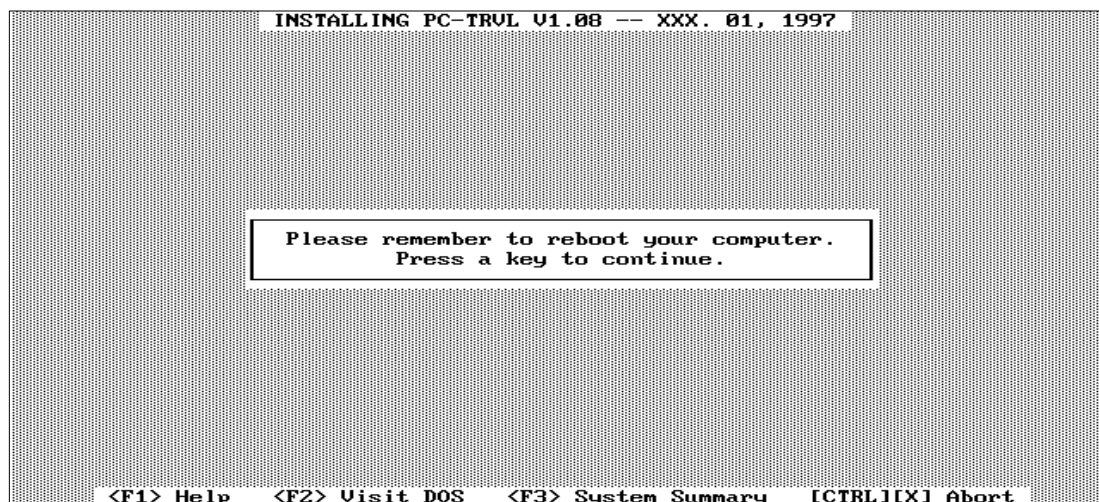 INSTALLING PC-TRVL V1.08 -- XXX. 01, 1997
Please remember to reboot your computer.
Press a key to continue.
<F1> Help <F2> Visit DOS <F3> System Summary [CTRL][X] Abort